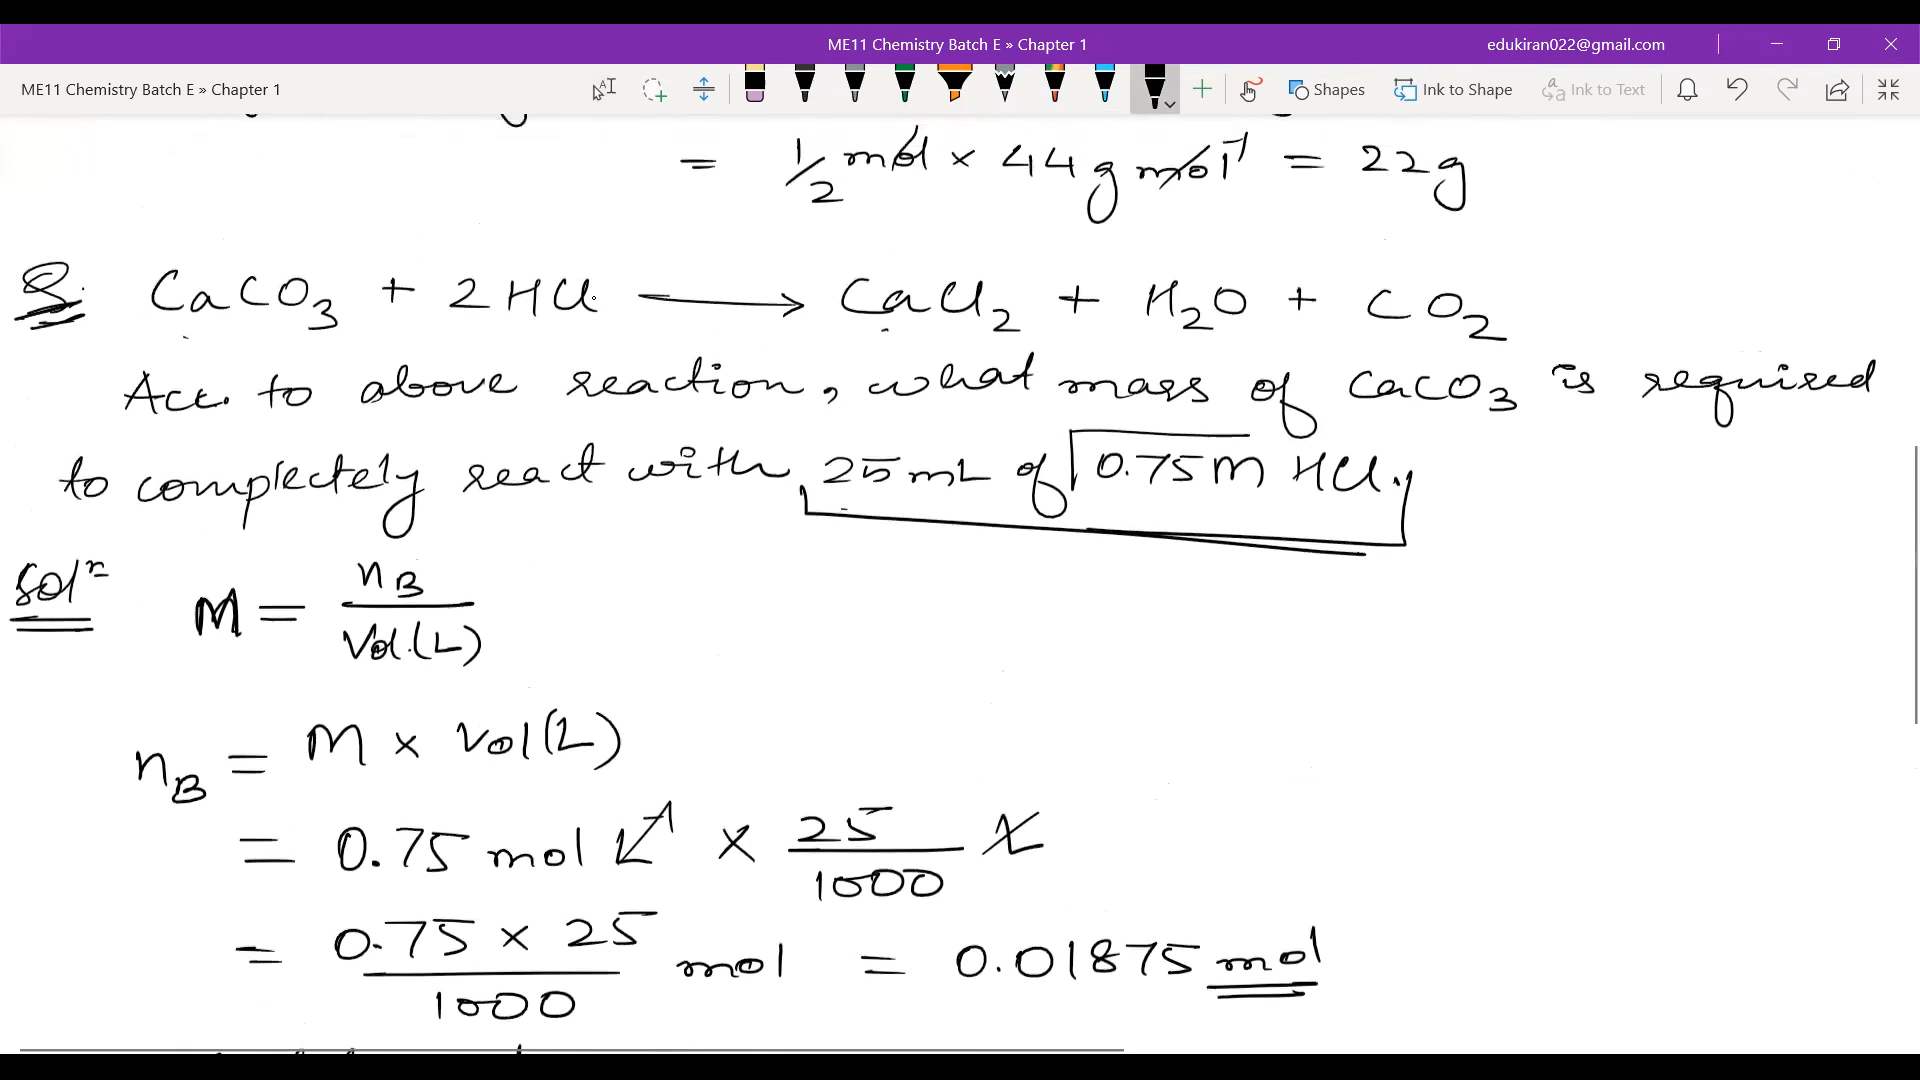 ME11 Chemistry Batch E » Chapter 1
edukiran022@gmail.com
ME11 Chemistry Batch E » Chapter 1
Shapes
Ink to Shape
Ink to Text
= 1/2 mol × 44 g mol⁻¹ = 22g
Q. CaCO₃ + 2HCl ⟶ CaCl₂ + H₂O + CO₂
Acc. to above reaction, what mass of CaCO₃ is required
to completely react with 25 mL of 0.75 M HCl.
Solⁿ M = n_B / Vol.(L)
n_B = M × Vol(L)
= 0.75 mol L⁻¹ × 25/1000 L
= 0.75 × 25 / 1000 mol = 0.01875 mol